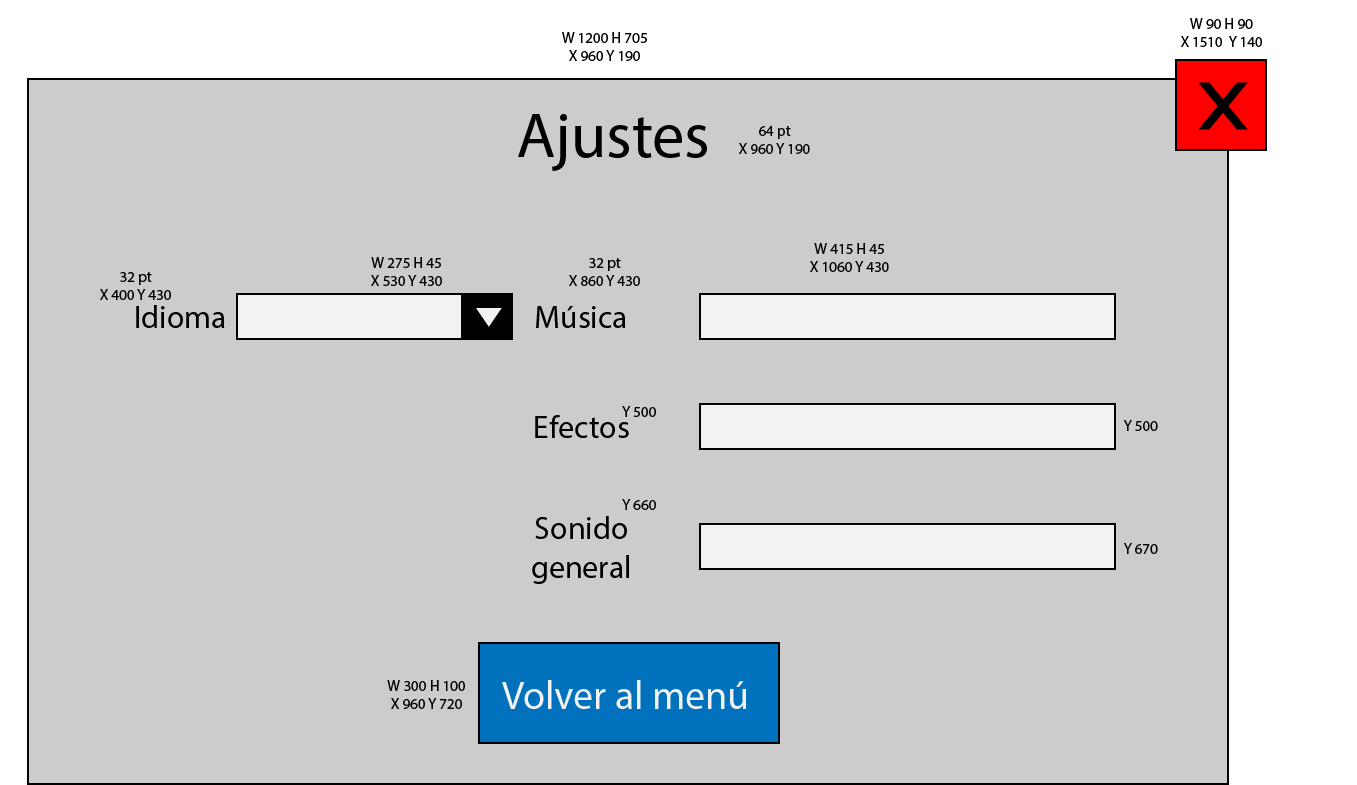 W 1200 H 705
X 960 Y 190
W 90 H 90
X 1510 Y 140
X
Ajustes
64 pt
X 960 Y 190
32 pt
X 400 Y 430
Idioma
W 275 H 45
X 530 Y 430
32 pt
X 860 Y 430
Música
W 415 H 45
X 1060 Y 430
Y 500
Efectos
Y 500
Y 660
Sonido
general
Y 670
W 300 H 100
X 960 Y 720
Volver al menú